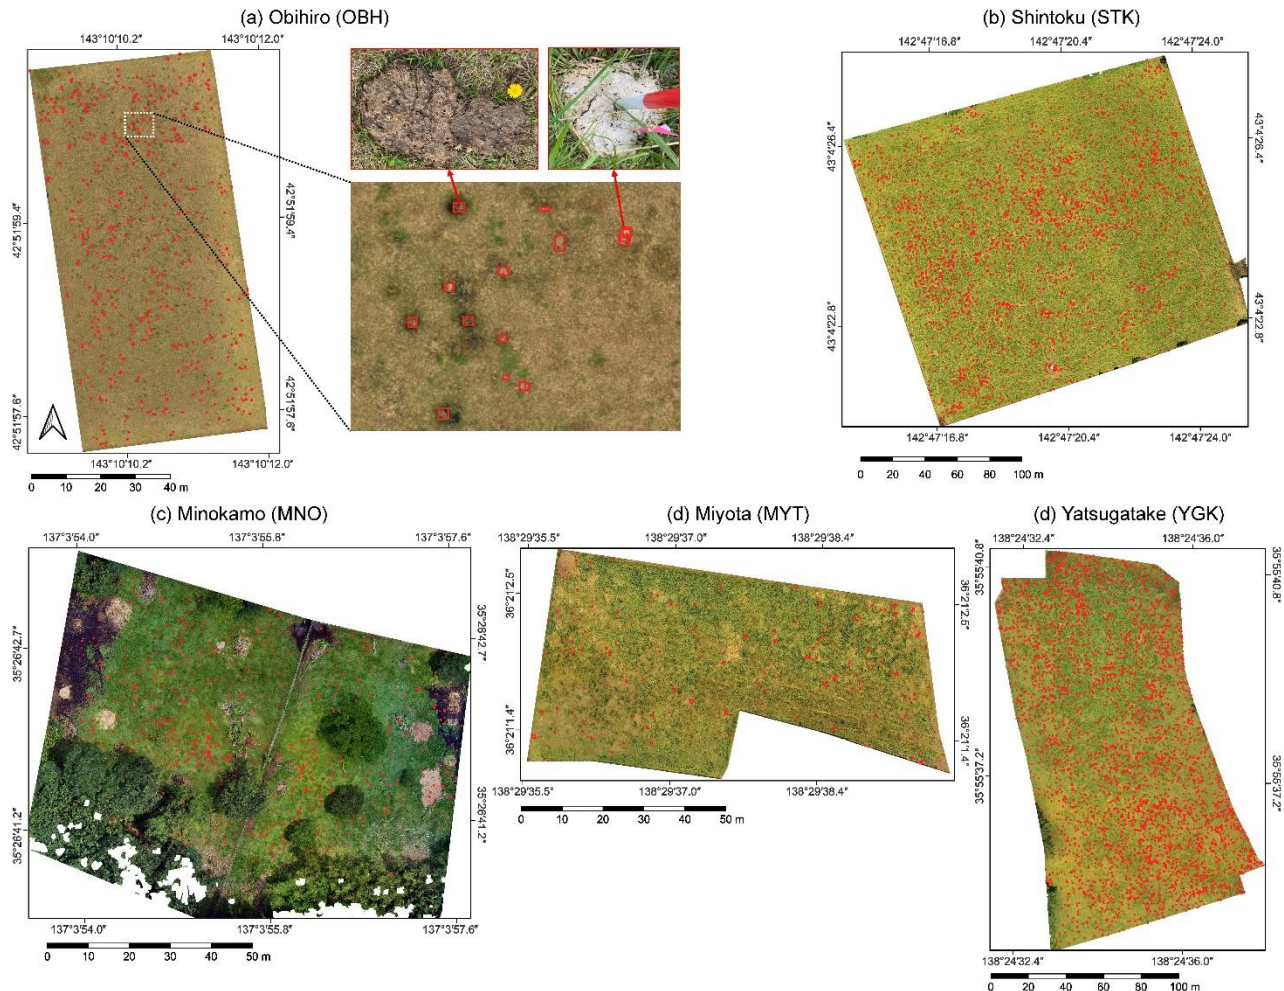 (a) Obihiro (OBH)
143°10'10.2" 143°10'12.0"
42°51'59.4"
42°51'59.4"
42°51'57.6"
42°51'57.6"
143°10'10.2" 143°10'12.0"
0 10 20 30 40 m
(b) Shintoku (STK)
142°47'16.8" 142°47'20.4" 142°47'24.0"
43°4'26.4"
43°4'26.4"
43°4'22.8"
43°4'22.8"
142°47'16.8" 142°47'20.4" 142°47'24.0"
0 20 40 60 80 100 m
(c) Minokamo (MNO)
137°3'54.0" 137°3'55.8" 137°3'57.6"
35°26'42.7"
35°26'42.7"
35°26'41.2"
35°26'41.2"
137°3'54.0" 137°3'55.8" 137°3'57.6"
0 10 20 30 40 50 m
(d) Miyota (MYT)
138°29'35.5" 138°29'37.0" 138°29'38.4"
36°21'2.5"
36°21'2.5"
36°21'1.4"
36°21'1.4"
138°29'35.5" 138°29'37.0" 138°29'38.4"
0 10 20 30 40 50 m
(d) Yatsugatake (YGK)
138°24'32.4" 138°24'36.0"
35°55'40.8"
35°55'40.8"
35°55'37.2"
35°55'37.2"
138°24'32.4" 138°24'36.0"
0 20 40 60 80 100 m